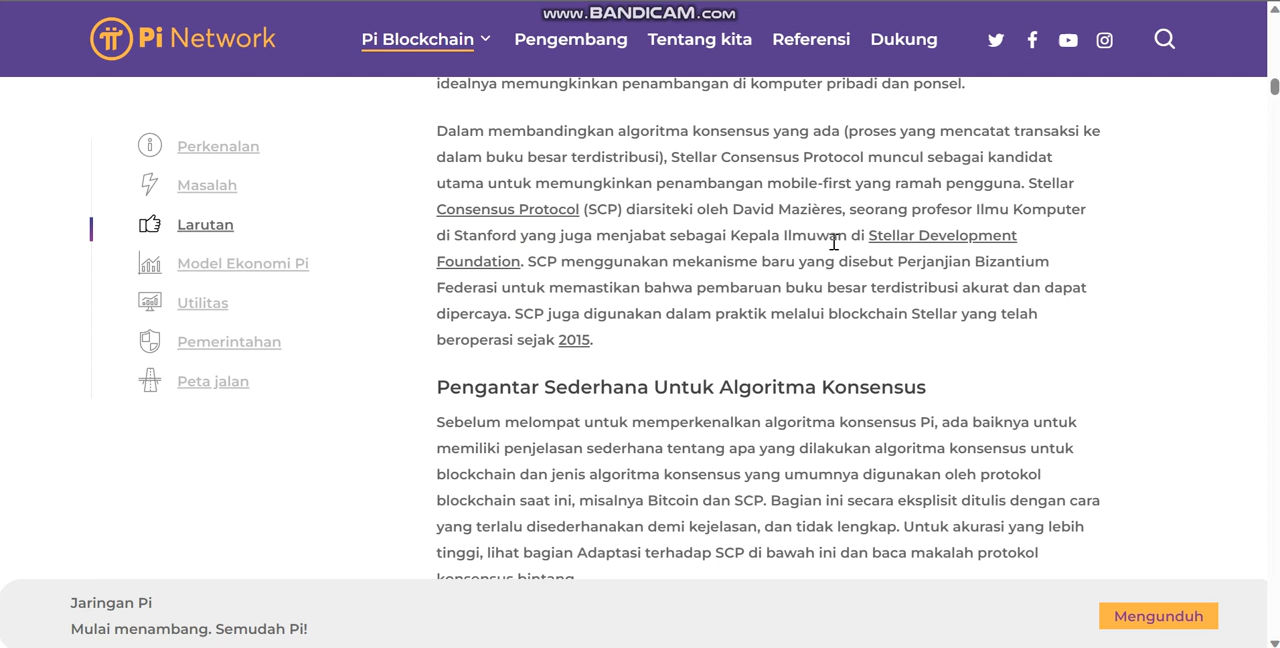 www.BANDICAM.com
Pi Network
Pi Blockchain
Pengembang
Tentang kita
Referensi
Dukung
idealnya memungkinkan penambangan di komputer pribadi dan ponsel.
Perkenalan
Masalah
Larutan
Model Ekonomi Pi
Utilitas
Pemerintahan
Peta jalan
Dalam membandingkan algoritma konsensus yang ada (proses yang mencatat transaksi ke
dalam buku besar terdistribusi), Stellar Consensus Protocol muncul sebagai kandidat
utama untuk memungkinkan penambangan mobile-first yang ramah pengguna. Stellar
Consensus Protocol (SCP) diarsiteki oleh David Mazières, seorang profesor Ilmu Komputer
di Stanford yang juga menjabat sebagai Kepala Ilmuwan di Stellar Development
Foundation. SCP menggunakan mekanisme baru yang disebut Perjanjian Bizantium
Federasi untuk memastikan bahwa pembaruan buku besar terdistribusi akurat dan dapat
dipercaya. SCP juga digunakan dalam praktik melalui blockchain Stellar yang telah
beroperasi sejak 2015.
Pengantar Sederhana Untuk Algoritma Konsensus
Sebelum melompat untuk memperkenalkan algoritma konsensus Pi, ada baiknya untuk
memiliki penjelasan sederhana tentang apa yang dilakukan algoritma konsensus untuk
blockchain dan jenis algoritma konsensus yang umumnya digunakan oleh protokol
blockchain saat ini, misalnya Bitcoin dan SCP. Bagian ini secara eksplisit ditulis dengan cara
yang terlalu disederhanakan demi kejelasan, dan tidak lengkap. Untuk akurasi yang lebih
tinggi, lihat bagian Adaptasi terhadap SCP di bawah ini dan baca makalah protokol
konsensus bintang.
Jaringan Pi
Mulai menambang. Semudah Pi!
Mengunduh